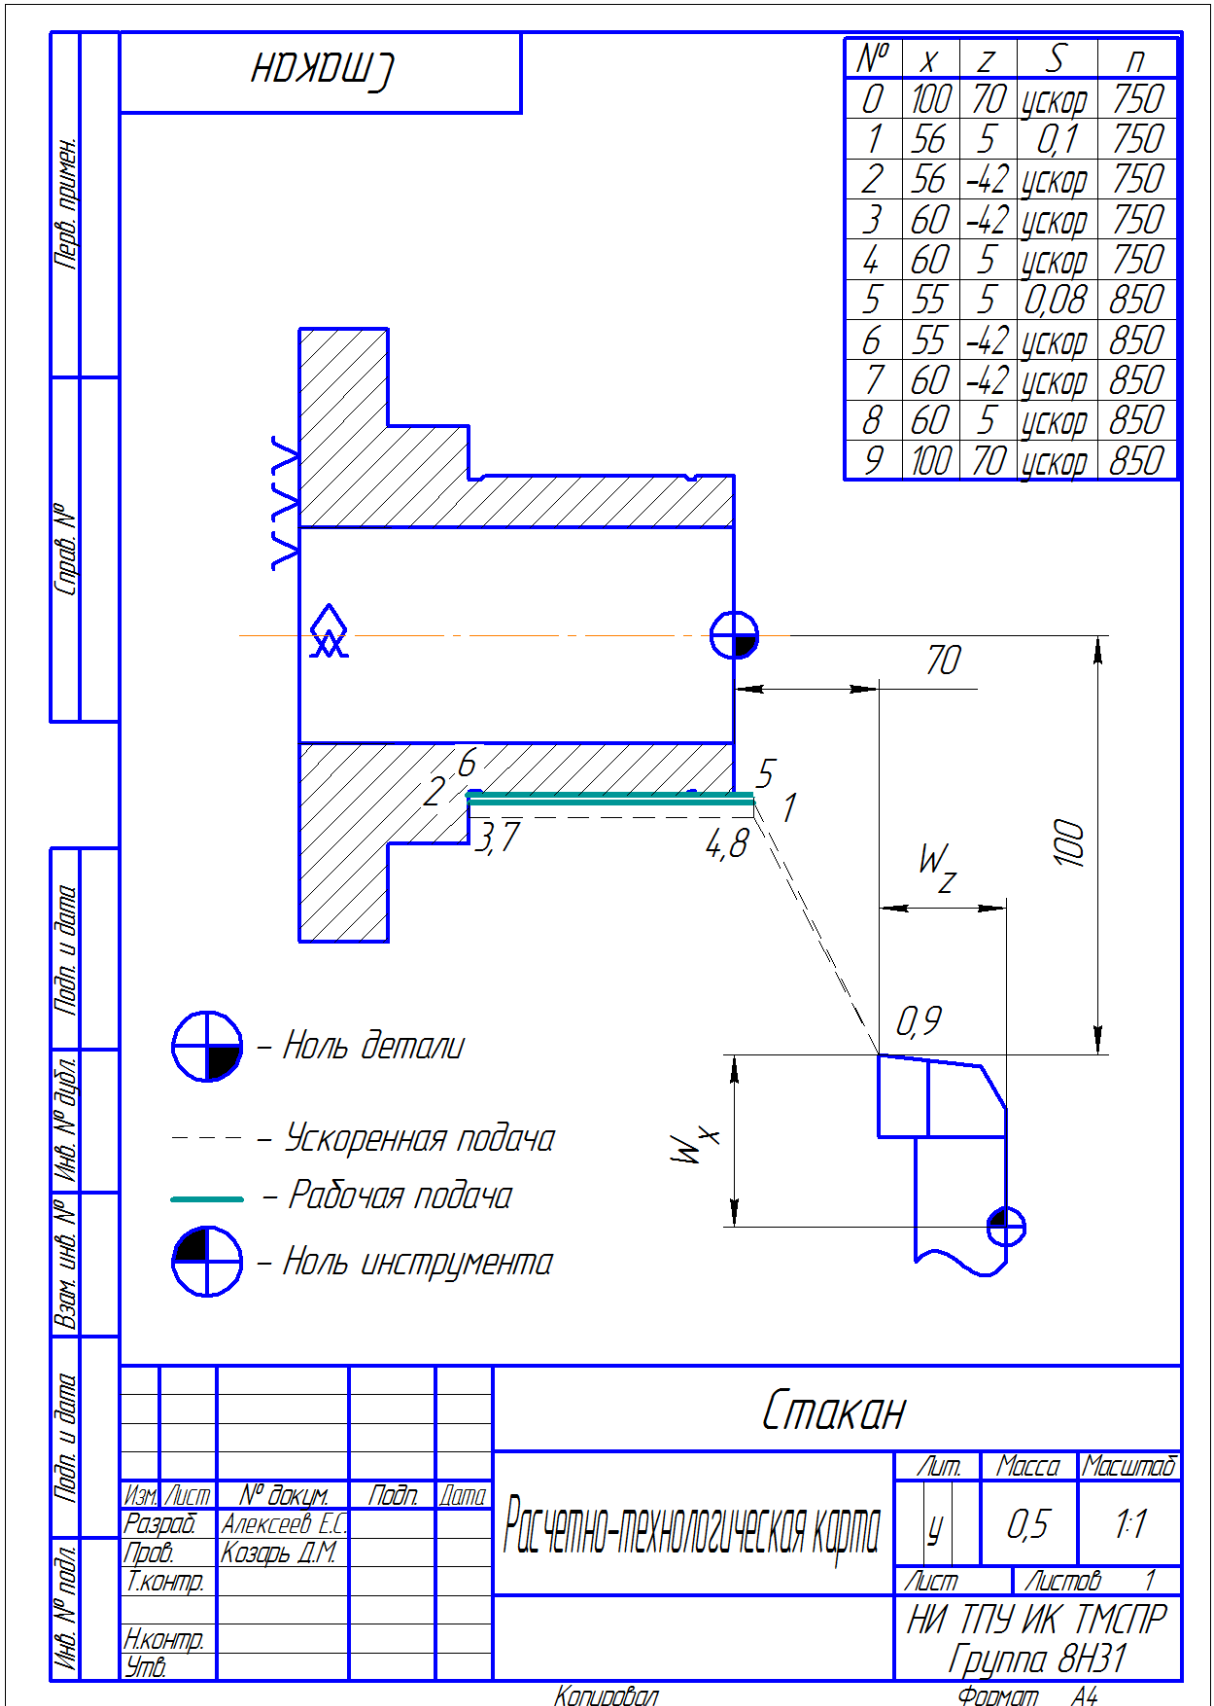 Стакан
№ x z S n
0 100 70 ускор 750
1 56 5 0,1 750
2 56 -42 ускор 750
3 60 -42 ускор 750
4 60 5 ускор 750
5 55 5 0,08 850
6 55 -42 ускор 850
7 60 -42 ускор 850
8 60 5 ускор 850
9 100 70 ускор 850
Перв. примен.
Справ. №
70
6
2
5
1
3,7
4,8
100
Wz
0,9
Wx
– Ноль детали
– Ускоренная подача
– Рабочая подача
– Ноль инструмента
Подп. и дата
Инв. № дубл.
Взам. инв. №
Подп. и дата
Инв. № подл.
Стакан
Изм. Лист № докум. Подп. Дата
Разраб. Алексеев Е.С.
Пров. Козарь Д.М.
Т.контр.
Н.контр.
Утв.
Расчетно-технологическая карта
Лит. Масса Масштаб
у 0,5 1:1
Лист Листов 1
НИ ТПУ ИК ТМСПР
Группа 8Н31
Копировал Формат А4